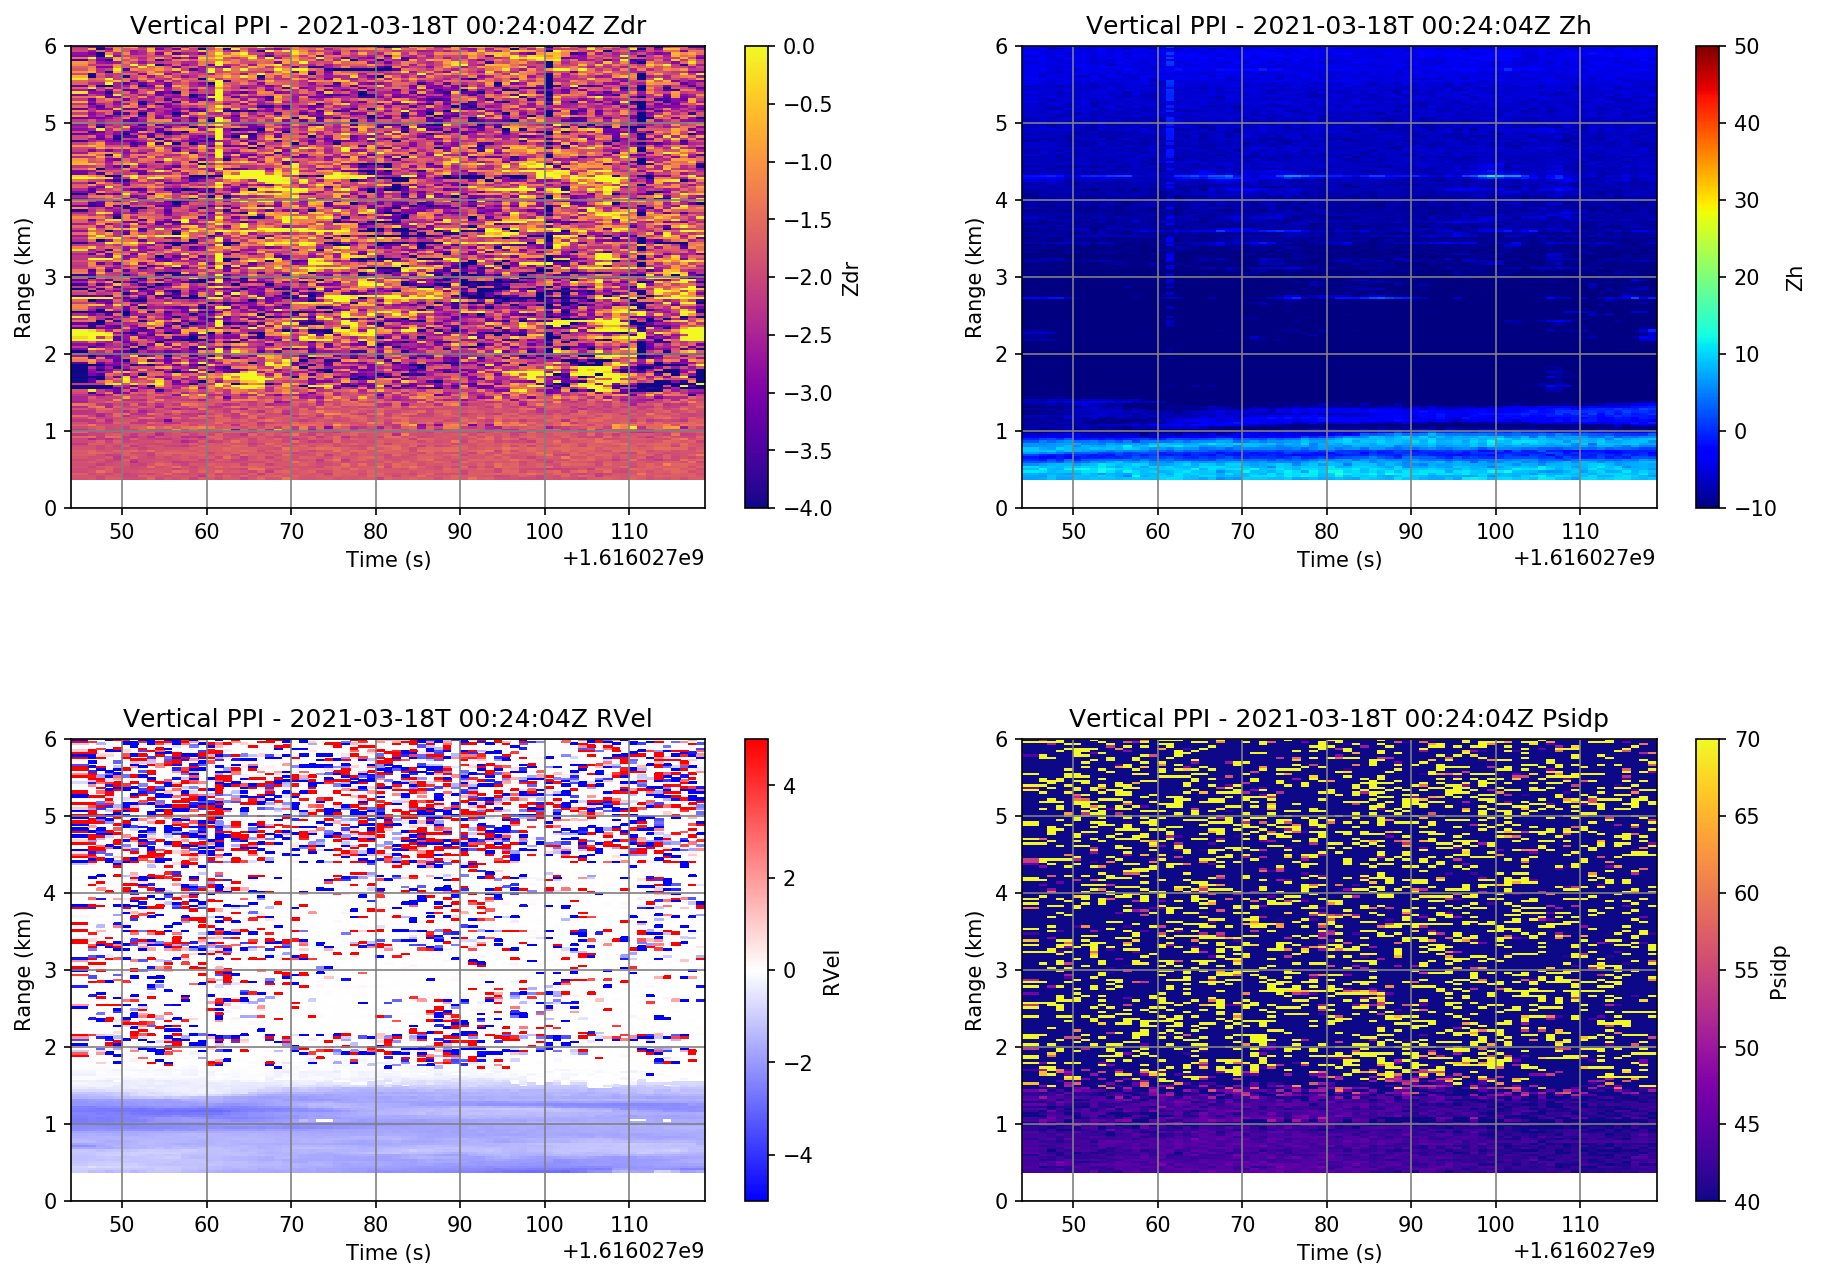 Vertical PPI - 2021-03-18T 00:24:04Z Zdr
6
5
4
3
2
1
0
Range (km)
50 60 70 80 90 100 110
Time (s)
+1.616027e9
0.0
−0.5
−1.0
−1.5
−2.0
−2.5
−3.0
−3.5
−4.0
Zdr
Vertical PPI - 2021-03-18T 00:24:04Z Zh
6
5
4
3
2
1
0
Range (km)
50 60 70 80 90 100 110
Time (s)
+1.616027e9
50
40
30
20
10
0
−10
Zh
Vertical PPI - 2021-03-18T 00:24:04Z RVel
6
5
4
3
2
1
0
Range (km)
50 60 70 80 90 100 110
Time (s)
+1.616027e9
4
2
0
−2
−4
RVel
Vertical PPI - 2021-03-18T 00:24:04Z Psidp
6
5
4
3
2
1
0
Range (km)
50 60 70 80 90 100 110
Time (s)
+1.616027e9
70
65
60
55
50
45
40
Psidp